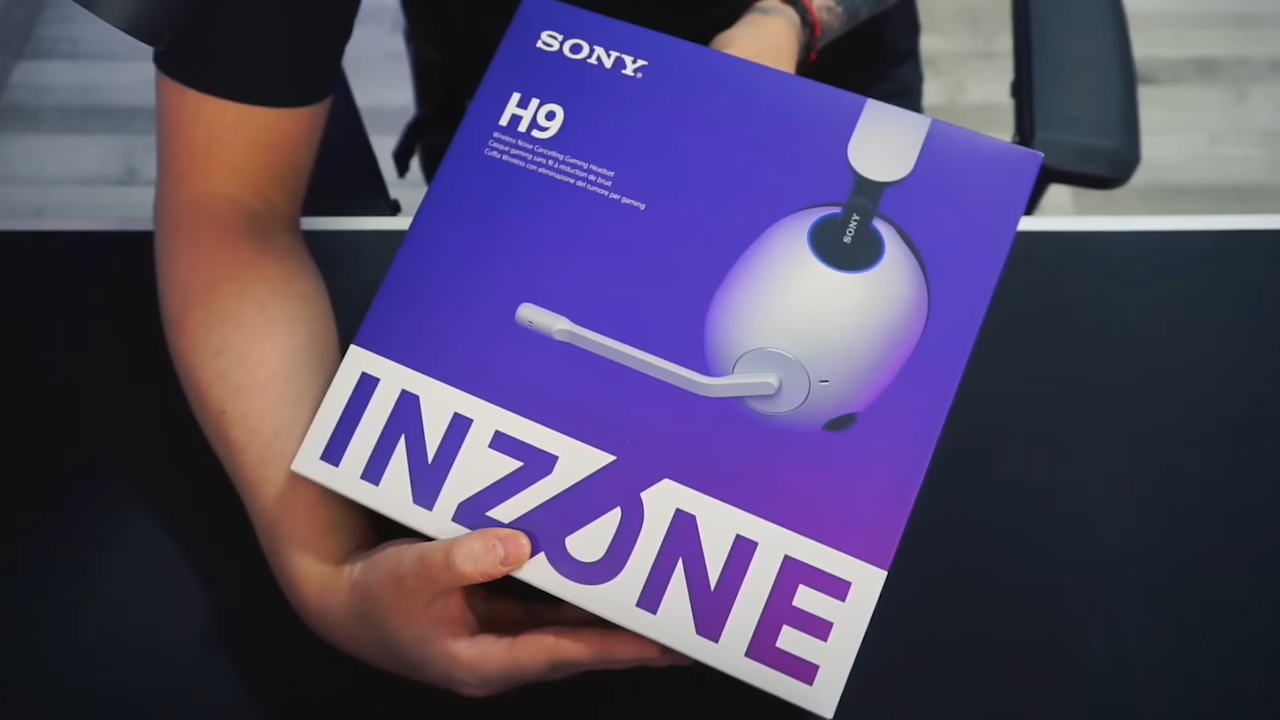 SONY
H9
Wireless Noise Canceling Gaming Headset
Casque gaming sans fil à réduction de bruit
Cuffia Wireless con eliminazione del rumore per gaming
SONY
INZONE